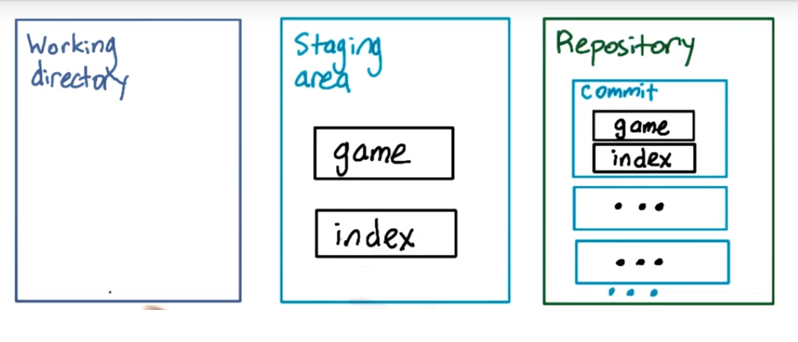 Working
directory
Staging
area
game
index
Repository
commit
game
index
...
...
...